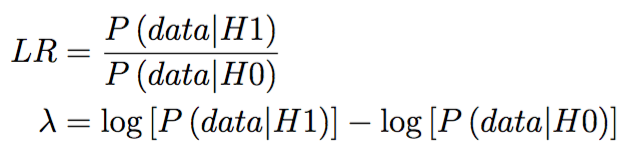 LR = P (data|H1) / P (data|H0)
λ = log [P (data|H1)] − log [P (data|H0)]